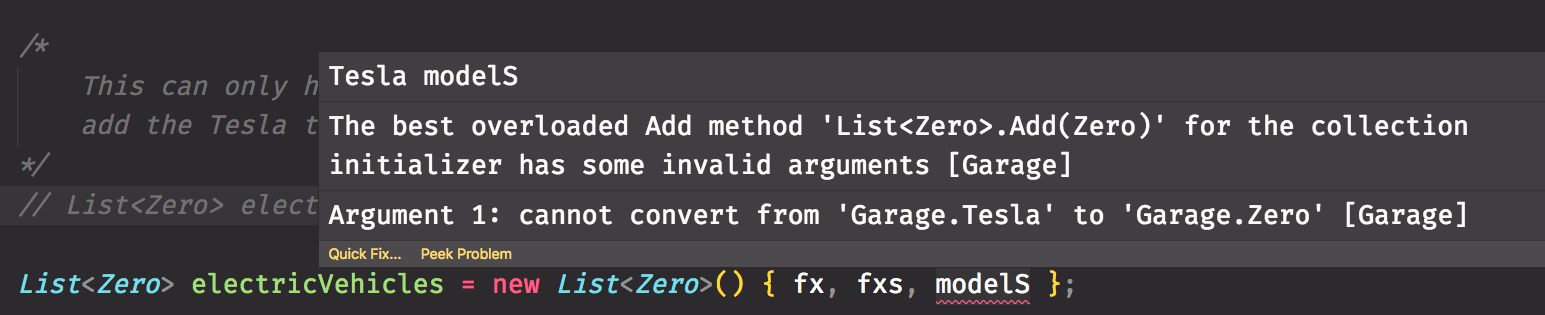 /*
This can only h
Tesla modelS
add the Tesla t
The best overloaded Add method 'List<Zero>.Add(Zero)' for the collection
initializer has some invalid arguments [Garage]
*/
// List<Zero> elect
Argument 1: cannot convert from 'Garage.Tesla' to 'Garage.Zero' [Garage]
Quick Fix... Peek Problem
List<Zero> electricVehicles = new List<Zero>() { fx, fxs, modelS };